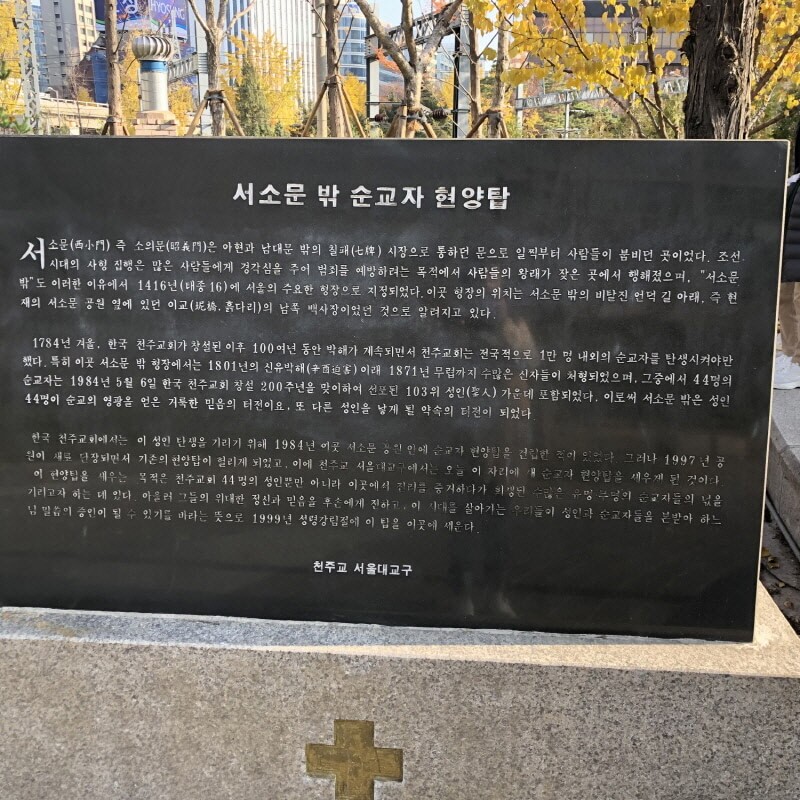 HYOSUNG
서소문 밖 순교자 현양탑
서소문(西小門) 즉 소의문(昭義門)은 아현과 남대문 밖의 칠패(七牌) 시장으로 통하던 문으로 일찍부터 사람들이 붐비던 곳이었다. 조선
시대의 사형 집행은 많은 사람들에게 경각심을 주어 범죄를 예방하려는 목적에서 사람들의 왕래가 잦은 곳에서 행해졌으며, "서소문
밖"도 이러한 이유에서 1416년(태종 16)에 서울의 수요한 형장으로 지정되었다. 이곳 형장의 위치는 서소문 밖의 비탈진 언덕 길 아래, 즉 현
재의 서소문 공원 옆에 있던 이교(圯橋, 흙다리)의 남쪽 백사장이었던 것으로 알려지고 있다.
1784년 겨울, 한국 천주교회가 창설된 이후 100여년 동안 박해가 계속되면서 천주교회는 전국적으로 1만 명 내외의 순교자를 탄생시켜야만
했다. 특히 이곳 서소문 밖 형장에서는 1801년의 신유박해(辛酉迫害) 이래 1871년 무렵까지 수많은 신자들이 처형되었으며, 그중에서 44명의
순교자는 1984년 5월 6일 한국 천주교회 창설 200주년을 맞이하여 선포된 103위 성인(聖人) 가운데 포함되었다. 이로써 서소문 밖은 성인
44명이 순교의 영광을 얻은 거룩한 믿음의 터전이요, 또 다른 성인을 낳게 될 약속의 터전이 되었다.
한국 천주교회에서는 이 성인 탄생을 기리기 위해 1984년 이곳 서소문 공원 안에 순교자 현양탑을 건립한 적이 있었다. 그러나 1997년 공
원이 새로 단장되면서 기존의 현양탑이 헐리게 되었고, 이에 천주교 서울대교구에서는 오늘 이 자리에 새 순교자 현양탑을 세우게 된 것이다.
이 현양탑을 세우는 목적은 천주교회 44명의 성인뿐만 아니라 이곳에서 진리를 증거하다가 희생된 수많은 유명 무명의 순교자들의 넋을
기리고자 하는 데 있다. 아울러 그들의 위대한 정신과 믿음을 후손에게 전하고, 이 시대를 살아가는 우리들이 성인과 순교자들을 본받아 하느
님 말씀의 증인이 될 수 있기를 바라는 뜻으로 1999년 성령강림절에 이 탑을 이곳에 세운다.
천주교 서울대교구